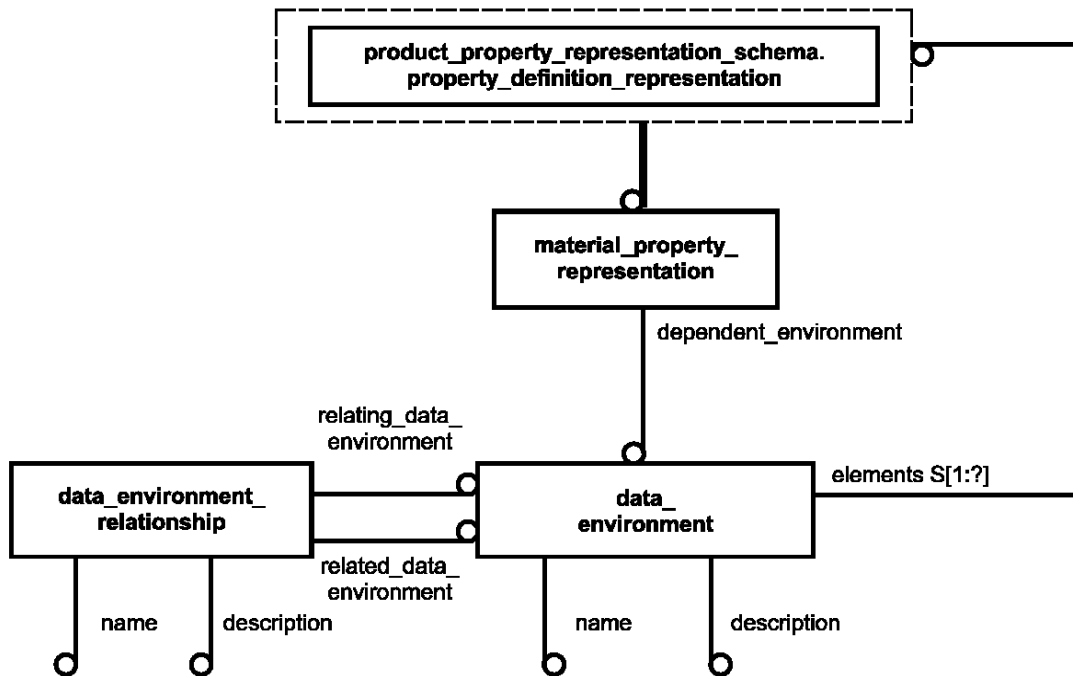 product_property_representation_schema.
property_definition_representation
material_property_
representation
dependent_environment
relating_data_
environment
data_environment_
relationship
data_
environment
elements S[1:?]
related_data_
environment
name
description
name
description